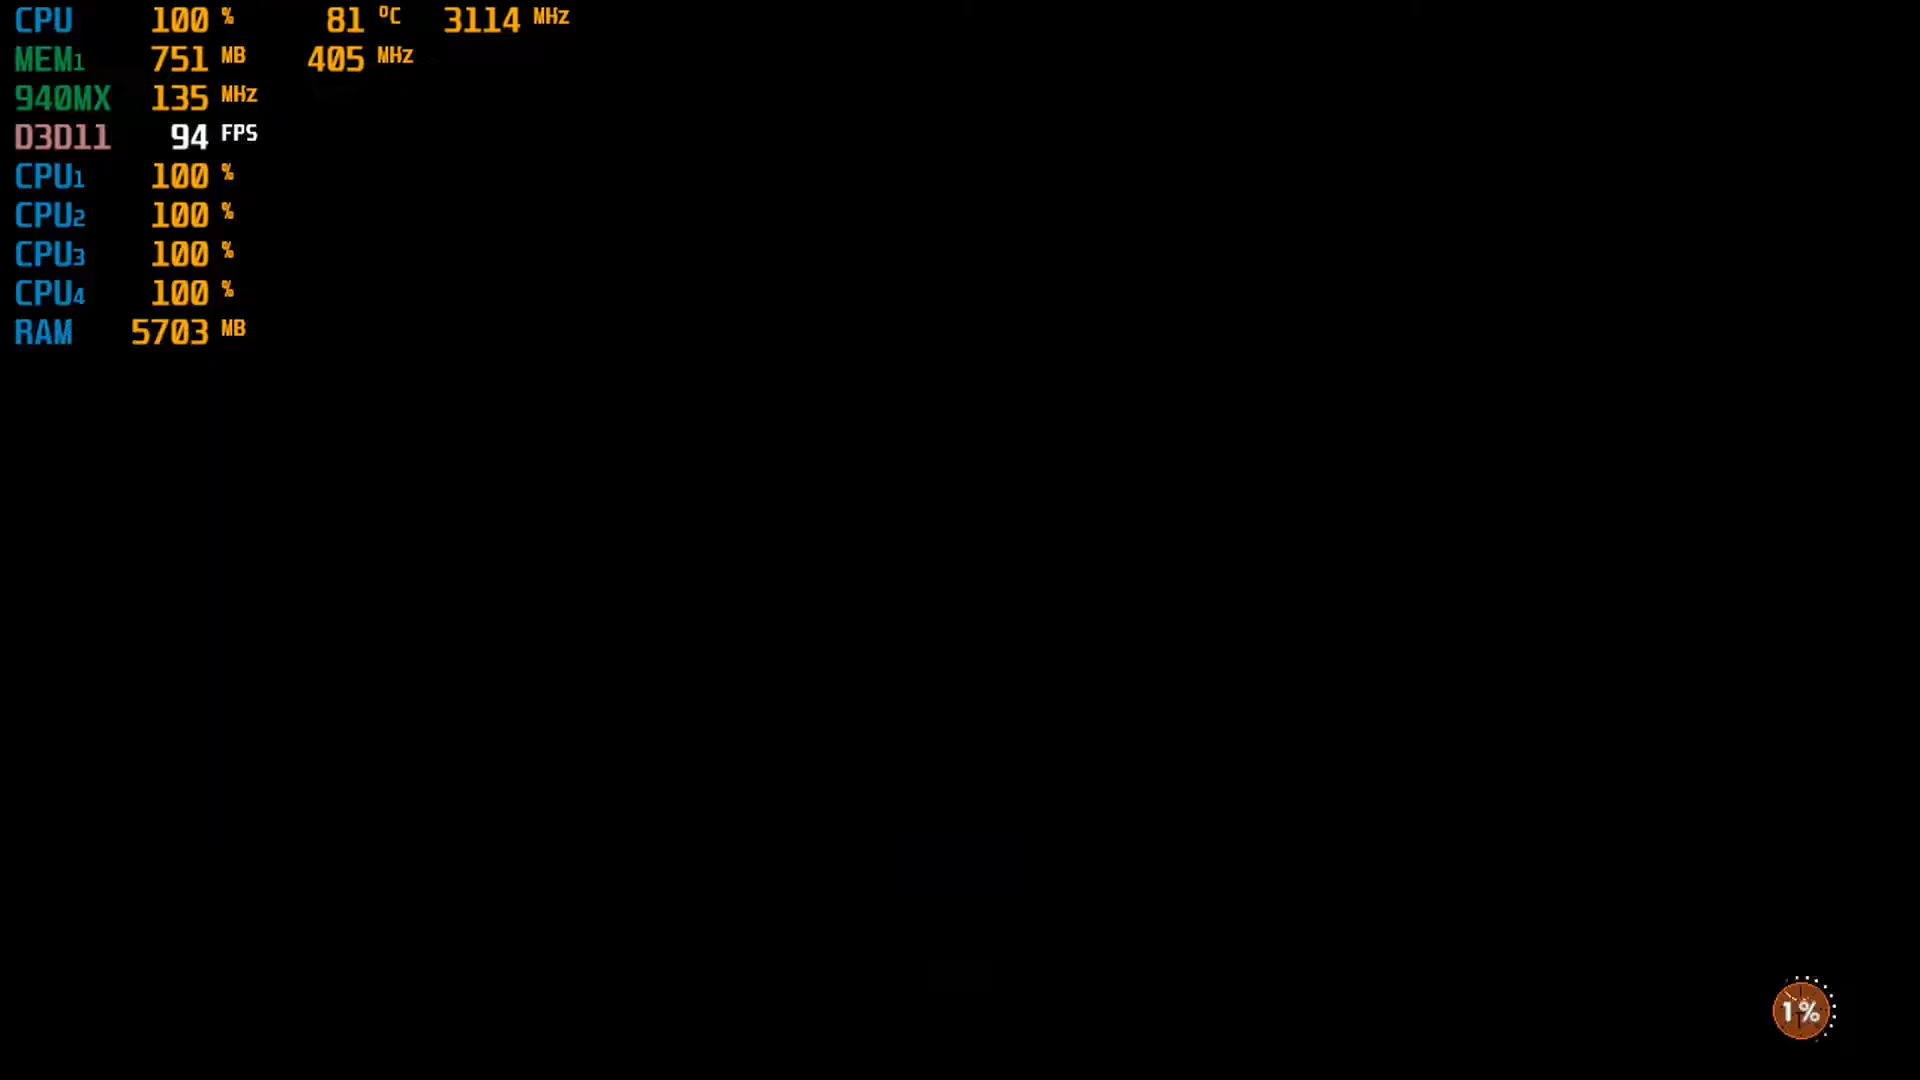 CPU 100 % 81 ºC 3114 MHz
MEM1 751 MB 405 MHz
940MX 135 MHz
D3D11 94 FPS
CPU1 100 %
CPU2 100 %
CPU3 100 %
CPU4 100 %
RAM 5703 MB
1%